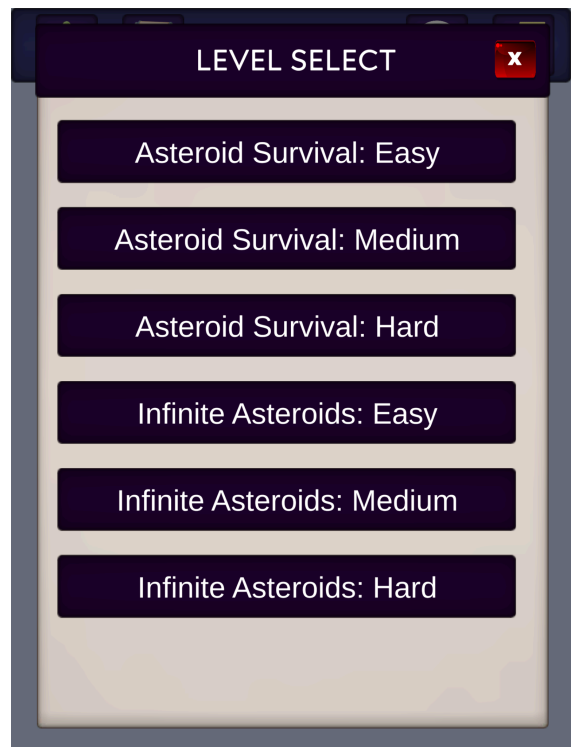 LEVEL SELECT
X
Asteroid Survival: Easy
Asteroid Survival: Medium
Asteroid Survival: Hard
Infinite Asteroids: Easy
Infinite Asteroids: Medium
Infinite Asteroids: Hard